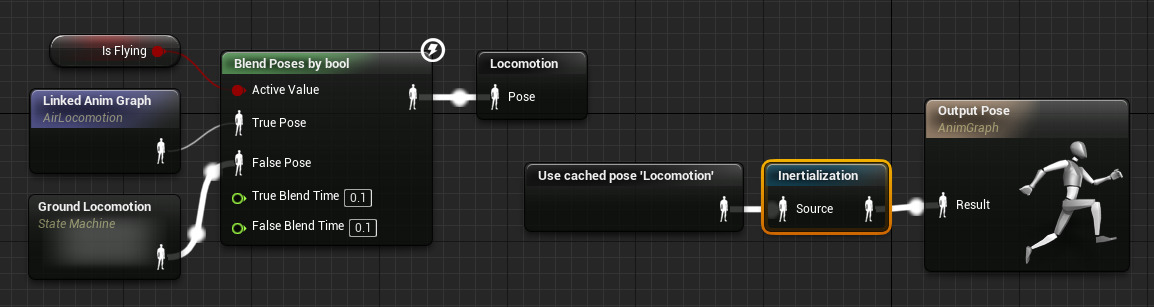 Is Flying
Linked Anim Graph
AirLocomotion
Ground Locomotion
State Machine
Blend Poses by bool
Active Value
True Pose
False Pose
True Blend Time 0.1
False Blend Time 0.1
Locomotion
Pose
Use cached pose 'Locomotion'
Inertialization
Source
Output Pose
AnimGraph
Result